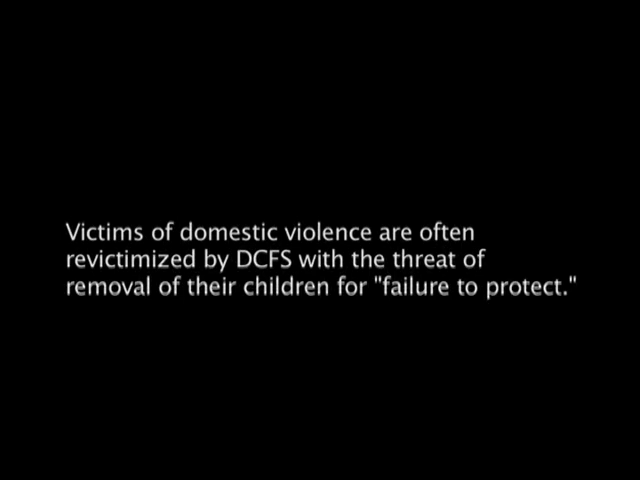 Victims of domestic violence are often
revictimized by DCFS with the threat of
removal of their children for "failure to protect."